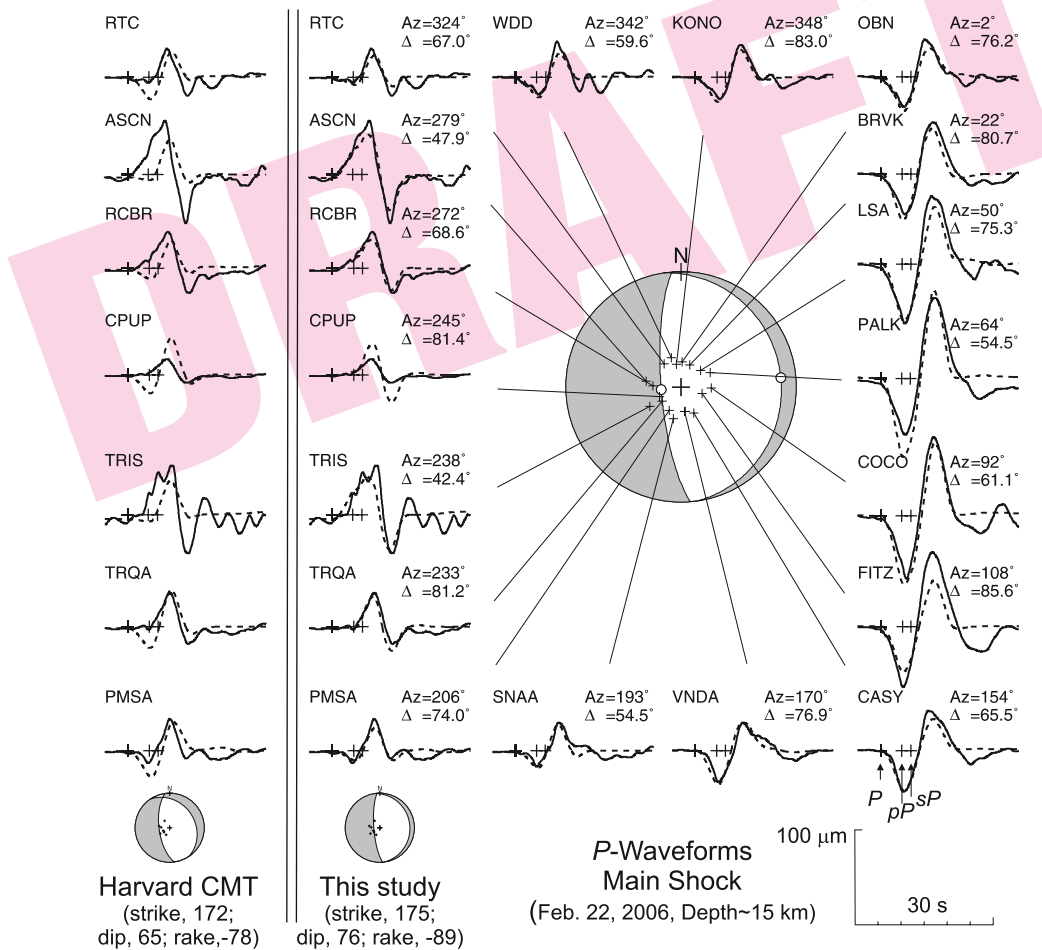 DRAFT
RTC
RTC Az=324° Δ =67.0°
WDD Az=342° Δ =59.6°
KONO Az=348° Δ =83.0°
OBN Az=2° Δ =76.2°
ASCN
ASCN Az=279° Δ =47.9°
BRVK Az=22° Δ =80.7°
RCBR
RCBR Az=272° Δ =68.6°
LSA Az=50° Δ =75.3°
N
CPUP
CPUP Az=245° Δ =81.4°
PALK Az=64° Δ =54.5°
TRIS
TRIS Az=238° Δ =42.4°
COCO Az=92° Δ =61.1°
TRQA
TRQA Az=233° Δ =81.2°
FITZ Az=108° Δ =85.6°
PMSA
PMSA Az=206° Δ =74.0°
SNAA Az=193° Δ =54.5°
VNDA Az=170° Δ =76.9°
CASY Az=154° Δ =65.5°
P pP sP
N
N
Harvard CMT
(strike, 172;
dip, 65; rake,-78)
This study
(strike, 175;
dip, 76; rake, -89)
P-Waveforms
Main Shock
(Feb. 22, 2006, Depth~15 km)
100 μm
30 s